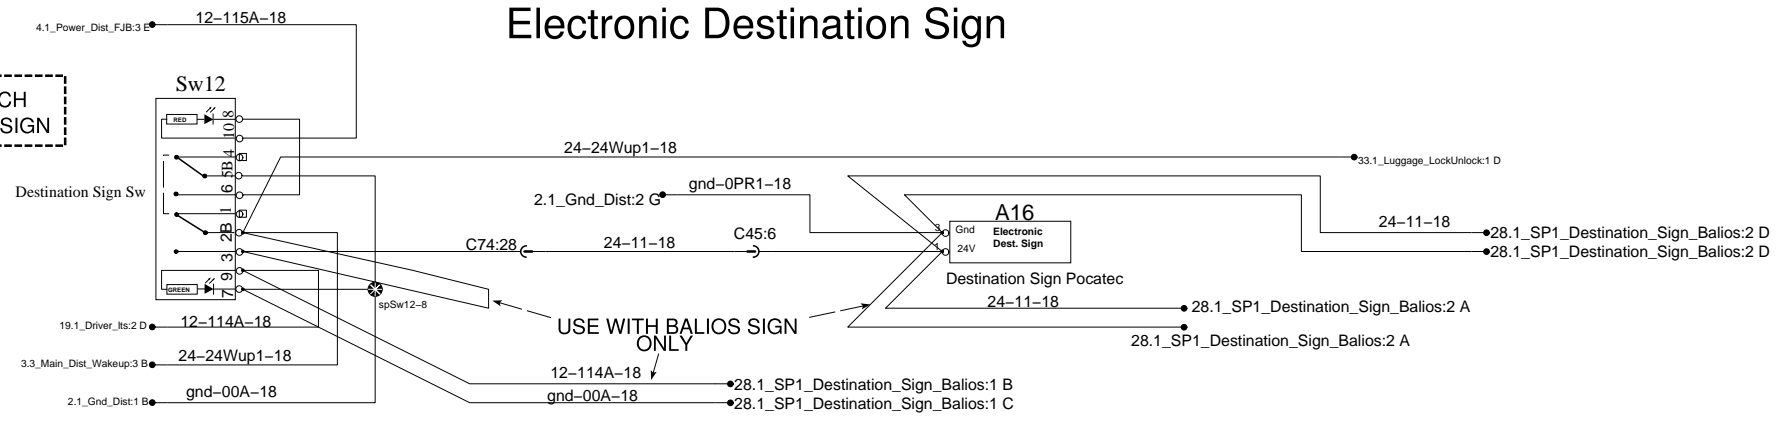 Electronic Destination Sign
12−115A−18
4.1_Power_Dist_FJB:3 E
CH
SIGN
Sw12
RED
8
10
4
5B
6
1
2B
3
9
7
GREEN
Destination Sign Sw
24−24Wup1−18
33.1_Luggage_LockUnlock:1 D
gnd−0PR1−18
2.1_Gnd_Dist:2 G
A16
3 Gnd
1 24V
Electronic
Dest. Sign
Destination Sign Pocatec
C74:28
24−11−18
C45:6
24−11−18
28.1_SP1_Destination_Sign_Balios:2 D
28.1_SP1_Destination_Sign_Balios:2 D
24−11−18
28.1_SP1_Destination_Sign_Balios:2 A
28.1_SP1_Destination_Sign_Balios:2 A
spSw12−8
USE WITH BALIOS SIGN
ONLY
19.1_Driver_Its:2 D
12−114A−18
3.3_Main_Dist_Wakeup:3 B
24−24Wup1−18
2.1_Gnd_Dist:1 B
gnd−00A−18
12−114A−18
28.1_SP1_Destination_Sign_Balios:1 B
gnd−00A−18
28.1_SP1_Destination_Sign_Balios:1 C